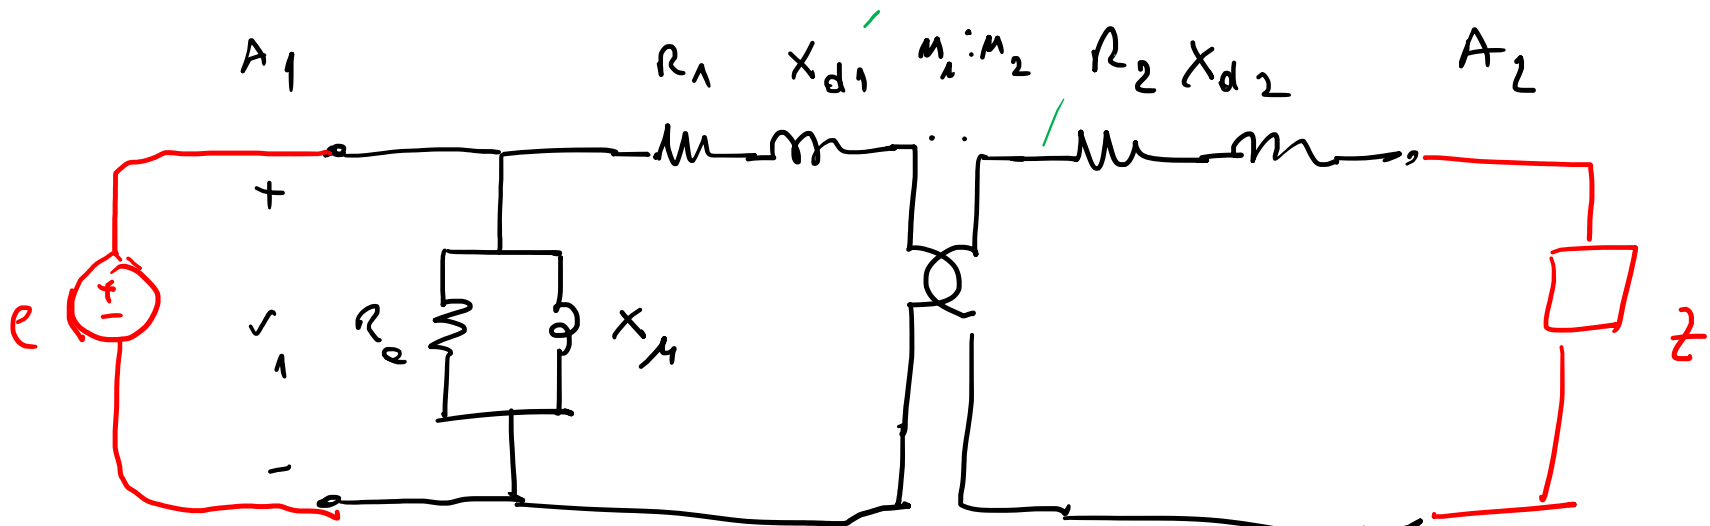 A1 R1 Xd1 n1 : n2 R2 Xd2 A2
+
e + - v1 R0 Xμ z
-